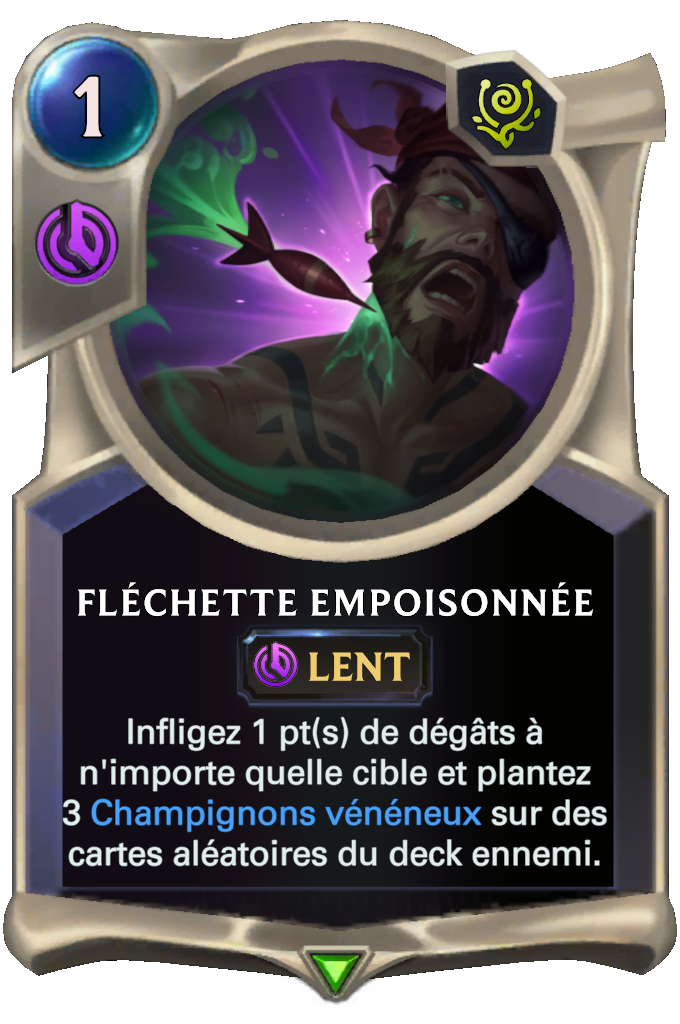 1
FLÉCHETTE EMPOISONNÉE
LENT
Infligez 1 pt(s) de dégâts à
n'importe quelle cible et plantez
3 Champignons vénéneux sur des
cartes aléatoires du deck ennemi.